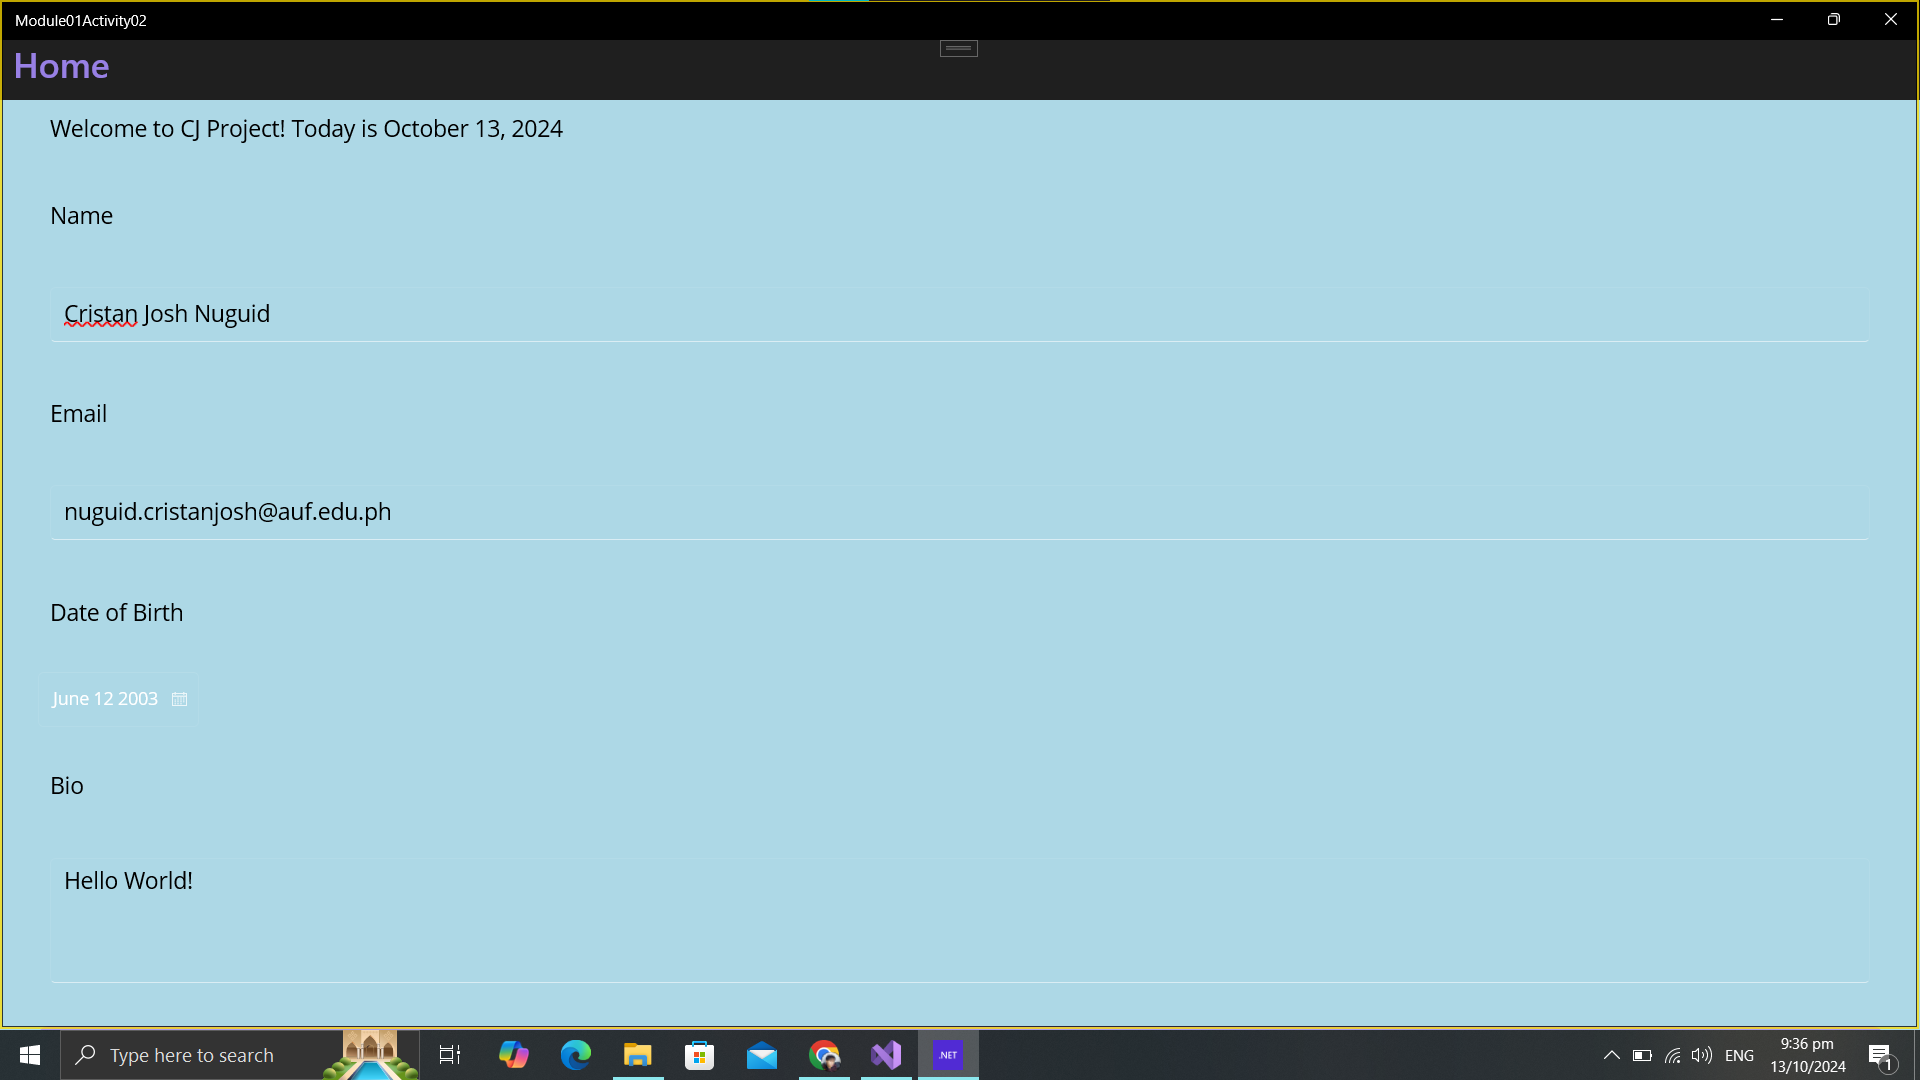 Module01Activity02
Home
Welcome to CJ Project! Today is October 13, 2024
Name
Cristan Josh Nuguid
Email
nuguid.cristanjosh@auf.edu.ph
Date of Birth
June 12 2003
Bio
Hello World!
Type here to search
.NET
ENG
9:36 pm
13/10/2024
1